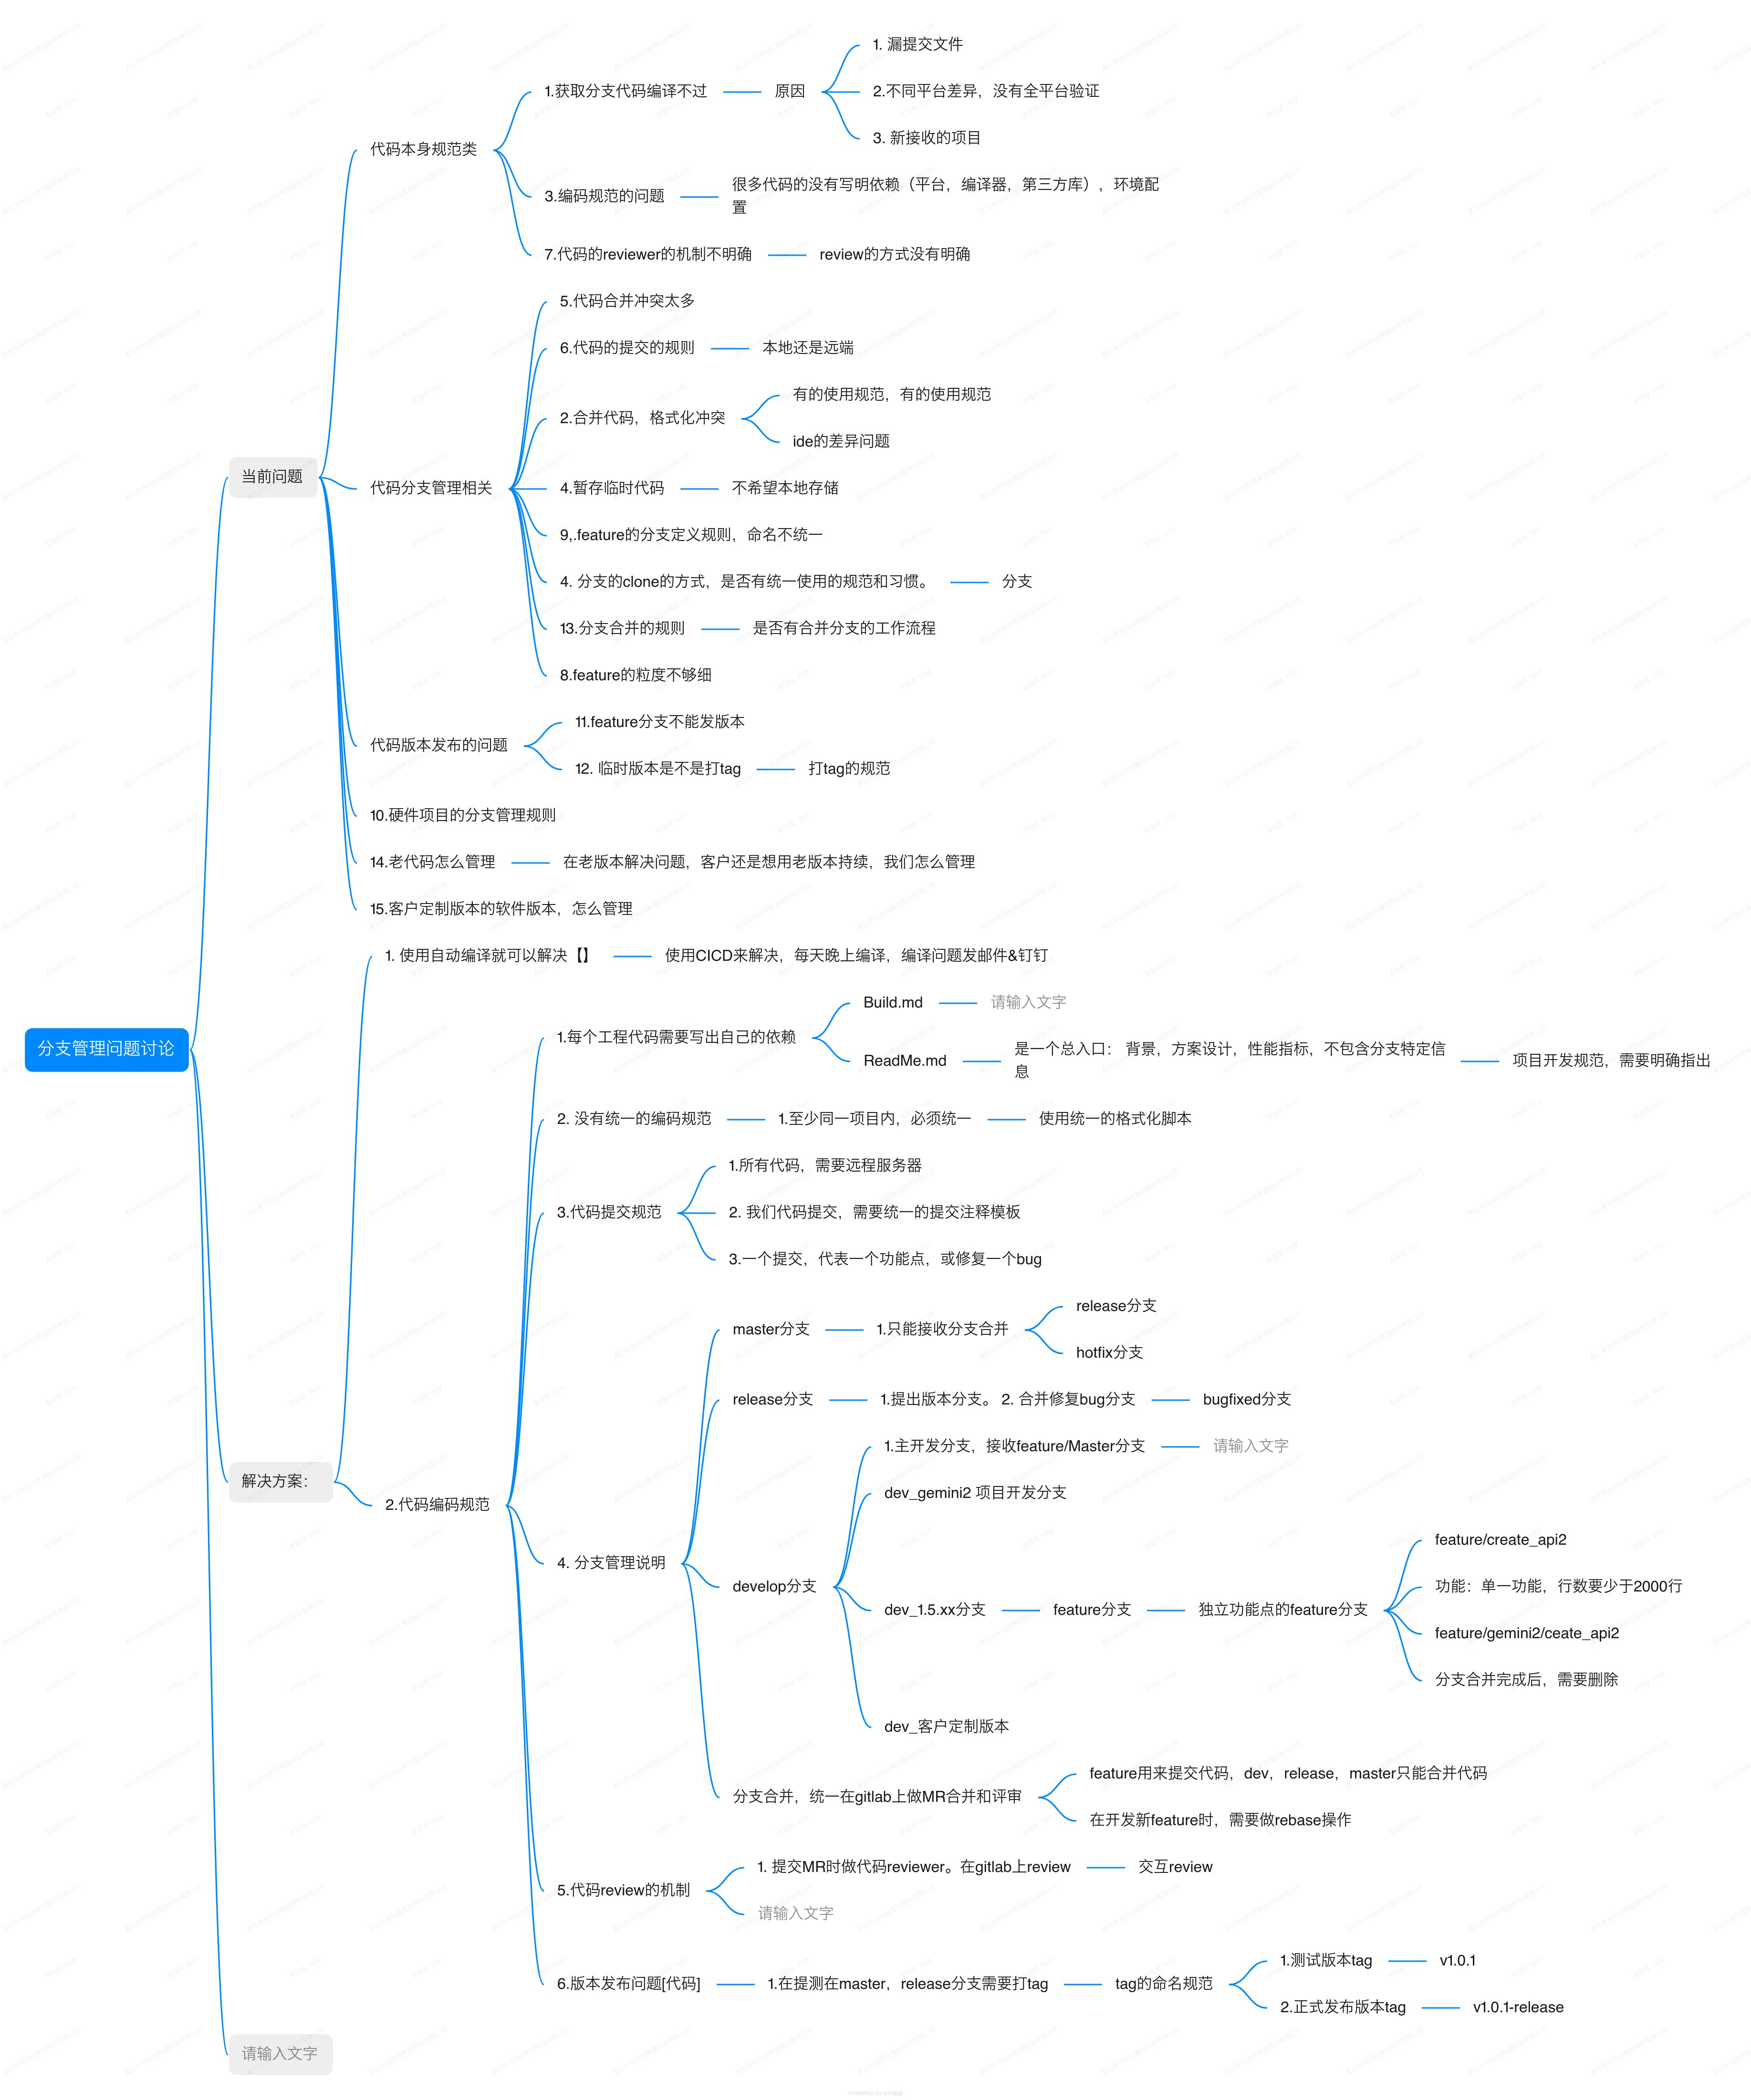 1. 漏提交文件
1.获取分支代码编译不过
原因
2.不同平台差异，没有全平台验证
3. 新接收的项目
代码本身规范类
3.编码规范的问题
很多代码的没有写明依赖（平台，编译器，第三方库），环境配
置
7.代码的reviewer的机制不明确
review的方式没有明确
5.代码合并冲突太多
6.代码的提交的规则
本地还是远端
有的使用规范，有的使用规范
2.合并代码，格式化冲突
ide的差异问题
当前问题
代码分支管理相关
4.暂存临时代码
不希望本地存储
9,.feature的分支定义规则，命名不统一
4. 分支的clone的方式，是否有统一使用的规范和习惯。
分支
13.分支合并的规则
是否有合并分支的工作流程
8.feature的粒度不够细
11.feature分支不能发版本
代码版本发布的问题
12. 临时版本是不是打tag
打tag的规范
10.硬件项目的分支管理规则
14.老代码怎么管理
在老版本解决问题，客户还是想用老版本持续，我们怎么管理
15.客户定制版本的软件版本，怎么管理
1. 使用自动编译就可以解决【】
使用CICD来解决，每天晚上编译，编译问题发邮件&钉钉
Build.md
请输入文字
1.每个工程代码需要写出自己的依赖
分支管理问题讨论
ReadMe.md
是一个总入口： 背景，方案设计，性能指标，不包含分支特定信
息
项目开发规范，需要明确指出
2. 没有统一的编码规范
1.至少同一项目内，必须统一
使用统一的格式化脚本
1.所有代码，需要远程服务器
3.代码提交规范
2. 我们代码提交，需要统一的提交注释模板
3.一个提交，代表一个功能点，或修复一个bug
release分支
master分支
1.只能接收分支合并
hotfix分支
release分支
1.提出版本分支。 2. 合并修复bug分支
bugfixed分支
1.主开发分支，接收feature/Master分支
请输入文字
解决方案：
dev_gemini2 项目开发分支
2.代码编码规范
feature/create_api2
4. 分支管理说明
develop分支
功能：单一功能，行数要少于2000行
dev_1.5.xx分支
feature分支
独立功能点的feature分支
feature/gemini2/ceate_api2
分支合并完成后，需要删除
dev_客户定制版本
feature用来提交代码，dev，release，master只能合并代码
分支合并，统一在gitlab上做MR合并和评审
在开发新feature时，需要做rebase操作
1. 提交MR时做代码reviewer。在gitlab上review
交互review
5.代码review的机制
请输入文字
1.测试版本tag
v1.0.1
6.版本发布问题[代码]
1.在提测在master，release分支需要打tag
tag的命名规范
2.正式发布版本tag
v1.0.1-release
请输入文字